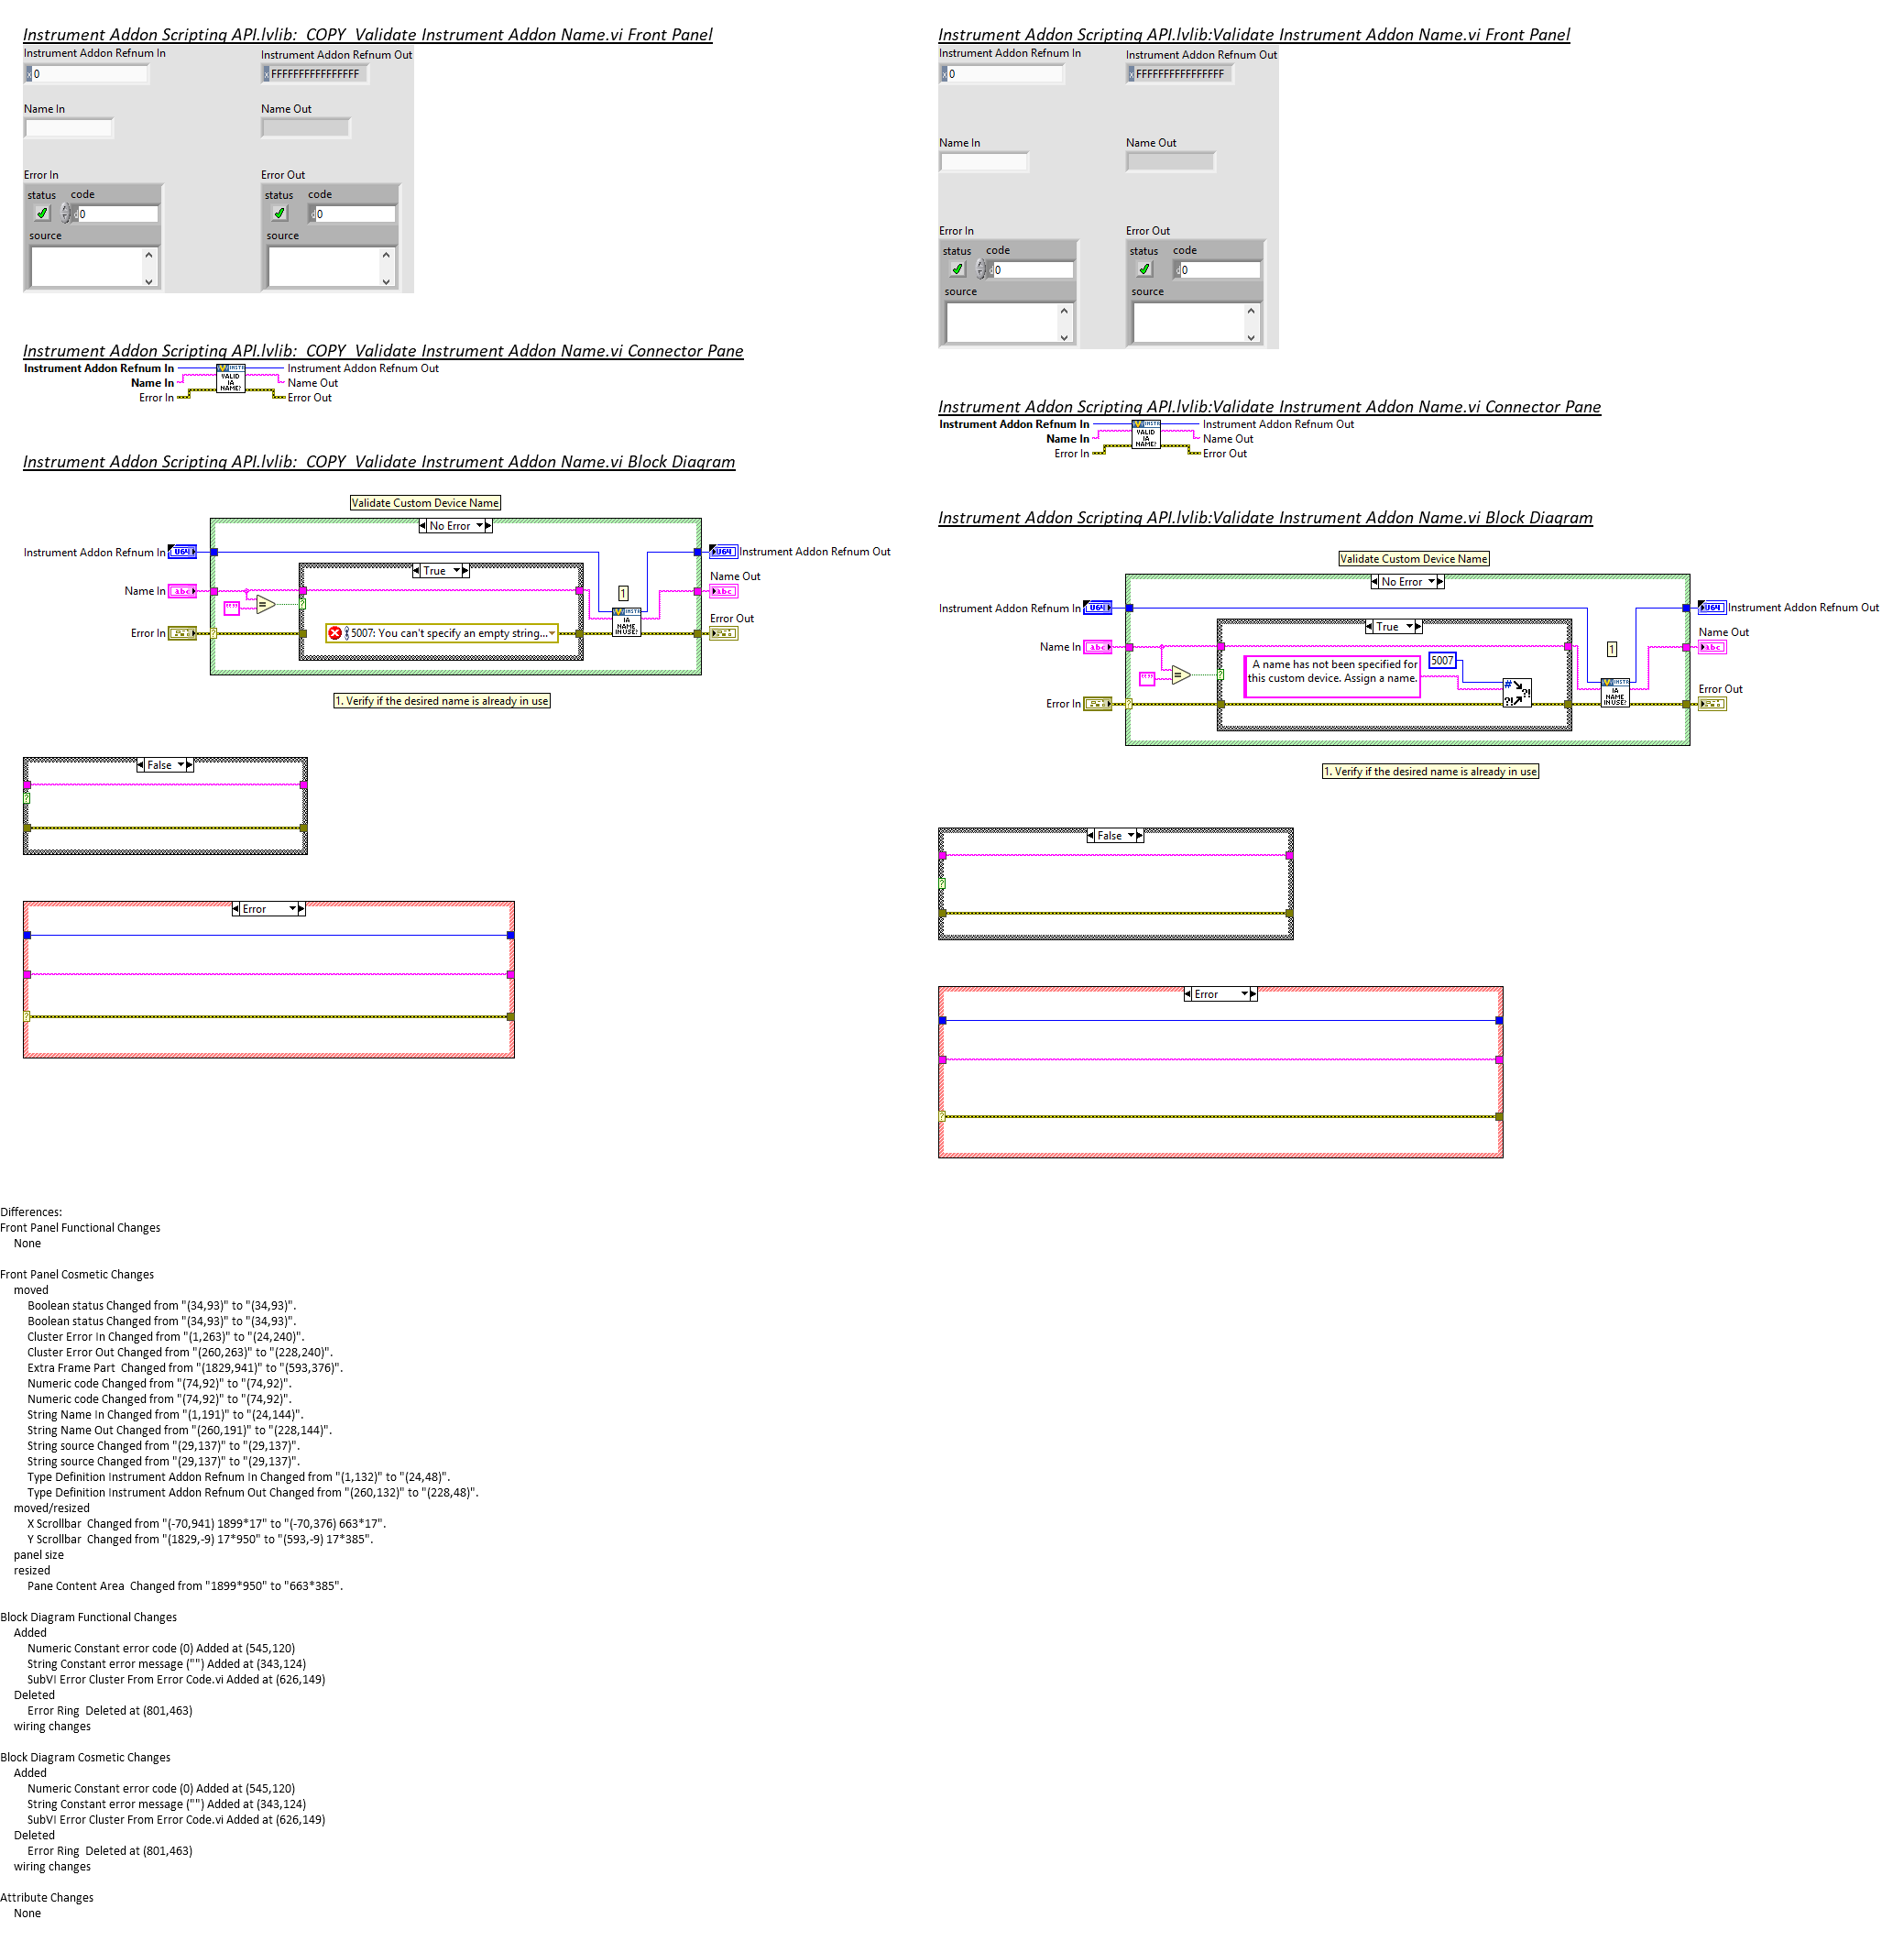 Instrument Addon Scripting API.lvlib:_COPY_Validate Instrument Addon Name.vi Front Panel
Instrument Addon Refnum In
Instrument Addon Refnum Out
x 0
x FFFFFFFFFFFFFFFF
Name In
Name Out
Error In
Error Out
status code
status code
d 0
d 0
source
source
Instrument Addon Scripting API.lvlib:_COPY_Validate Instrument Addon Name.vi Connector Pane
Instrument Addon Refnum In
Instrument Addon Refnum Out
Name In
Name Out
Error In
Error Out
INSTR
VALID
IA
NAME?
Instrument Addon Scripting API.lvlib:_COPY_Validate Instrument Addon Name.vi Block Diagram
Validate Custom Device Name
No Error
Instrument Addon Refnum In
U64
U64
Instrument Addon Refnum Out
True
Name Out
Name In
abc
1
abc
""
=
?
INSTR
IA
NAME
IN USE?
Error Out
Error In
?
5007: You can't specify an empty string...
1. Verify if the desired name is already in use
False
?
Error
?
Instrument Addon Scripting API.lvlib:Validate Instrument Addon Name.vi Front Panel
Instrument Addon Refnum In
Instrument Addon Refnum Out
x 0
x FFFFFFFFFFFFFFFF
Name In
Name Out
Error In
Error Out
status code
status code
d 0
d 0
source
source
Instrument Addon Scripting API.lvlib:Validate Instrument Addon Name.vi Connector Pane
Instrument Addon Refnum In
Instrument Addon Refnum Out
Name In
Name Out
Error In
Error Out
INSTR
VALID
IA
NAME?
Instrument Addon Scripting API.lvlib:Validate Instrument Addon Name.vi Block Diagram
Validate Custom Device Name
No Error
Instrument Addon Refnum In
U64
U64
Instrument Addon Refnum Out
True
Name Out
Name In
abc
1
abc
A name has not been specified for
this custom device. Assign a name.
5007
""
=
?
#
?!
?!
INSTR
IA
NAME
IN USE?
Error Out
Error In
?
1. Verify if the desired name is already in use
False
?
Error
?
Differences:
Front Panel Functional Changes
None
Front Panel Cosmetic Changes
moved
Boolean status Changed from "(34,93)" to "(34,93)".
Boolean status Changed from "(34,93)" to "(34,93)".
Cluster Error In Changed from "(1,263)" to "(24,240)".
Cluster Error Out Changed from "(260,263)" to "(228,240)".
Extra Frame Part  Changed from "(1829,941)" to "(593,376)".
Numeric code Changed from "(74,92)" to "(74,92)".
Numeric code Changed from "(74,92)" to "(74,92)".
String Name In Changed from "(1,191)" to "(24,144)".
String Name Out Changed from "(260,191)" to "(228,144)".
String source Changed from "(29,137)" to "(29,137)".
String source Changed from "(29,137)" to "(29,137)".
Type Definition Instrument Addon Refnum In Changed from "(1,132)" to "(24,48)".
Type Definition Instrument Addon Refnum Out Changed from "(260,132)" to "(228,48)".
moved/resized
X Scrollbar  Changed from "(-70,941) 1899*17" to "(-70,376) 663*17".
Y Scrollbar  Changed from "(1829,-9) 17*950" to "(593,-9) 17*385".
panel size
resized
Pane Content Area  Changed from "1899*950" to "663*385".
Block Diagram Functional Changes
Added
Numeric Constant error code (0) Added at (545,120)
String Constant error message ("") Added at (343,124)
SubVI Error Cluster From Error Code.vi Added at (626,149)
Deleted
Error Ring  Deleted at (801,463)
wiring changes
Block Diagram Cosmetic Changes
Added
Numeric Constant error code (0) Added at (545,120)
String Constant error message ("") Added at (343,124)
SubVI Error Cluster From Error Code.vi Added at (626,149)
Deleted
Error Ring  Deleted at (801,463)
wiring changes
Attribute Changes
None